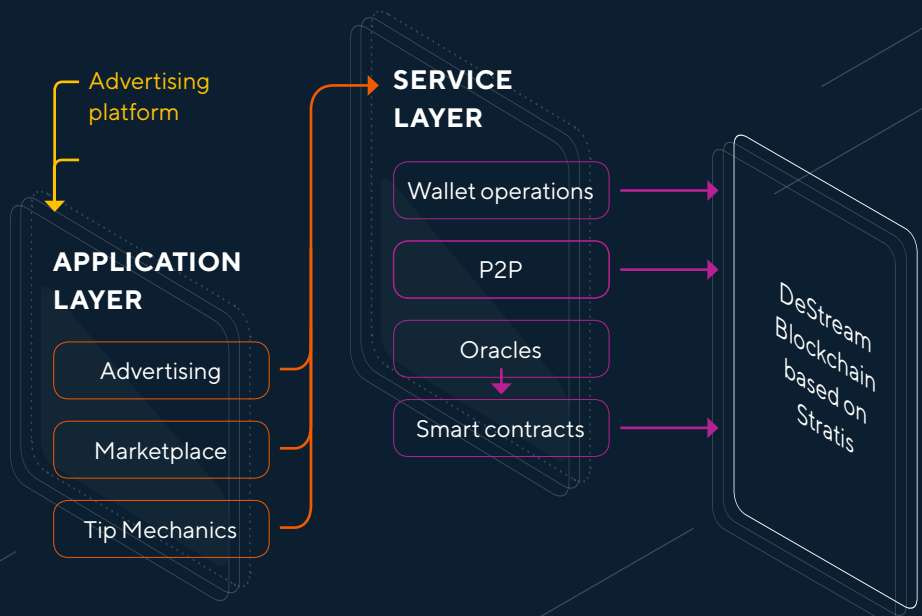 Advertising
platform
APPLICATION
LAYER
Advertising
Marketplace
Tip Mechanics
SERVICE
LAYER
Wallet operations
P2P
Oracles
Smart contracts
DeStream
Blockchain
based on
Stratis